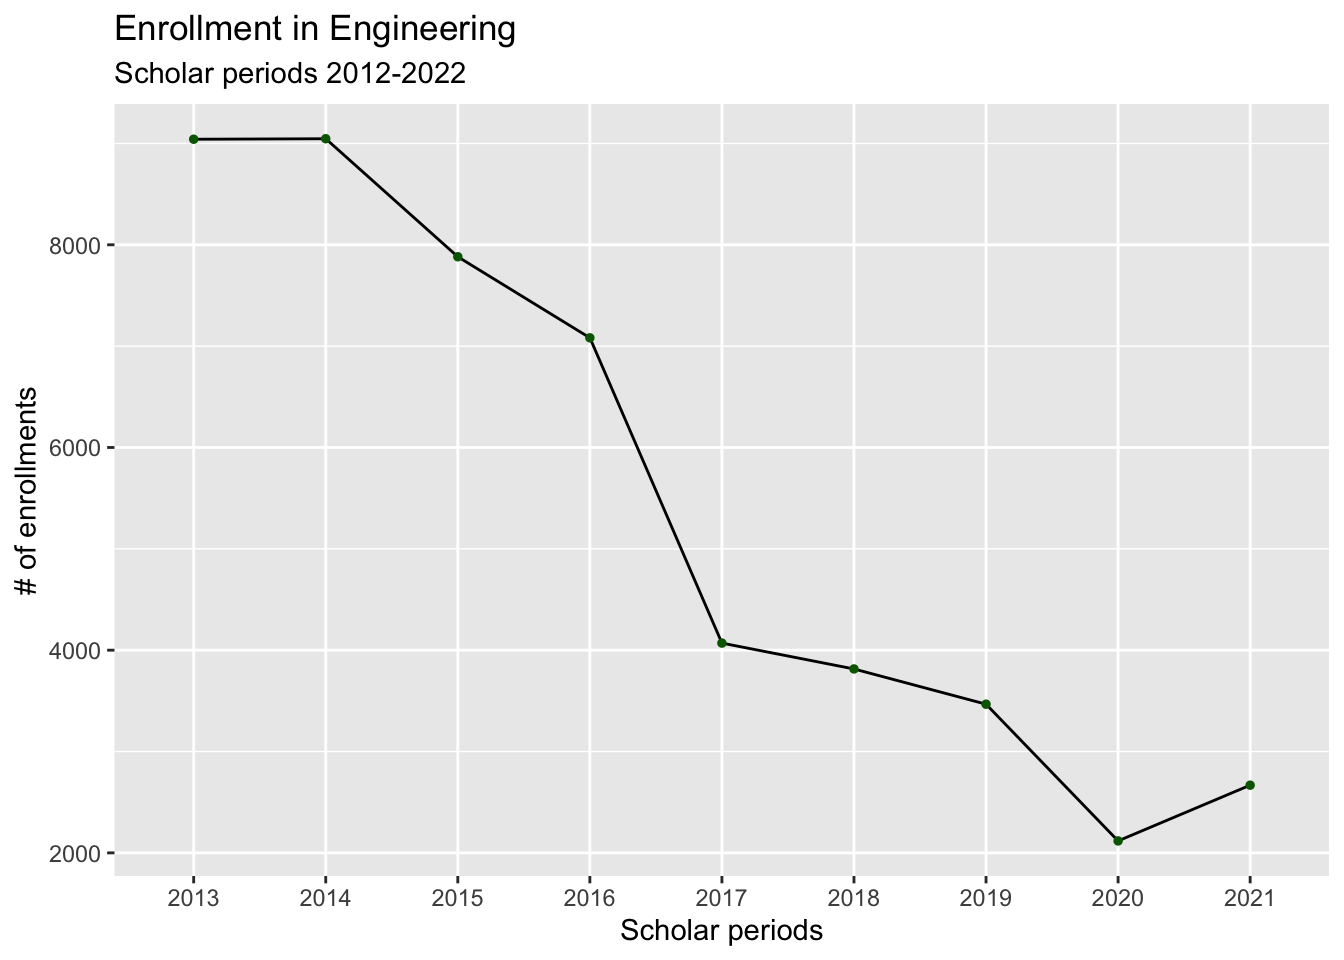 Enrollment in Engineering
Scholar periods 2012-2022
# of enrollments
8000
6000
4000
2000
2013 2014 2015 2016 2017 2018 2019 2020 2021
Scholar periods